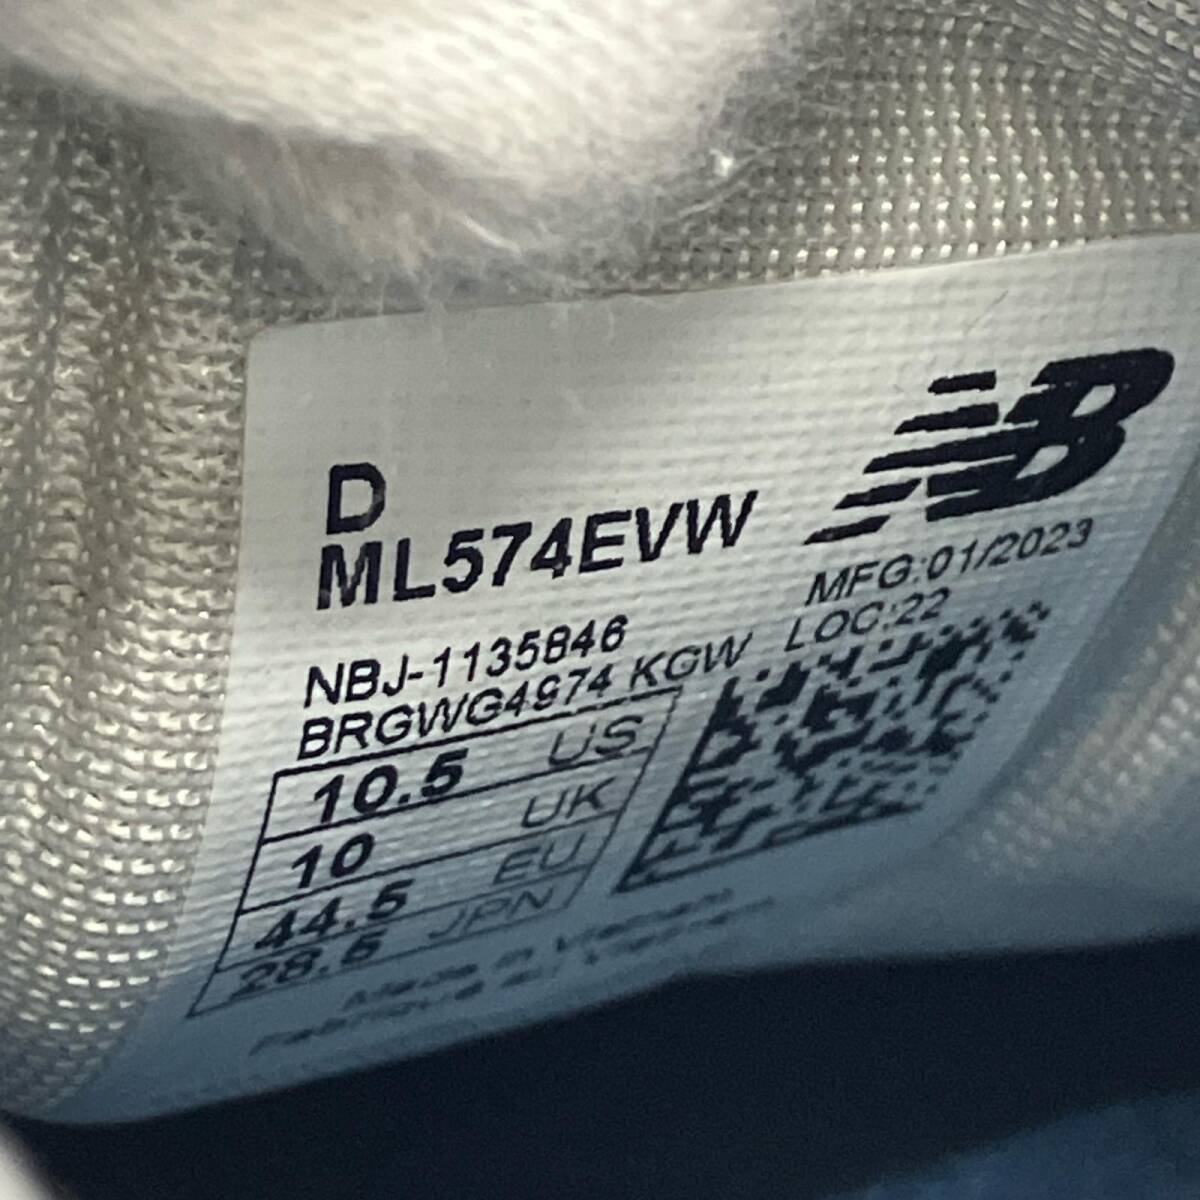 NB
D
ML574EVW
MFG:01/2023
NBJ-1135846
LOC:22
BRGWG4974 KGW
10.5 US
10 UK
44.5 EU
28.5 JPN
Made in Vietnam
Fabriqué au Vietnam